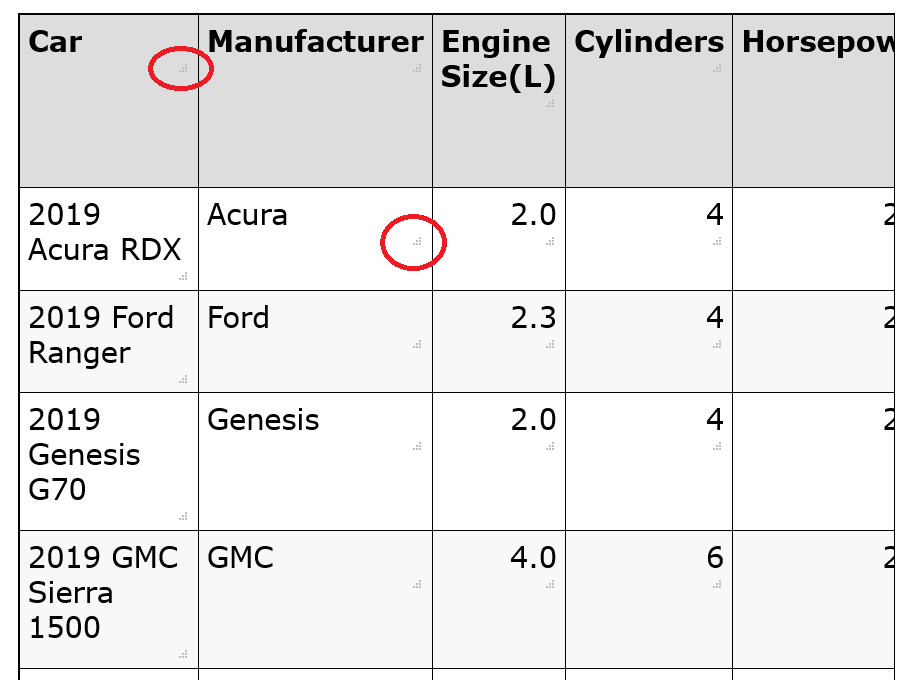 Car Manufacturer Engine Size(L) Cylinders Horsepow
2019 Acura RDX Acura 2.0 4 2
2019 Ford Ranger Ford 2.3 4 2
2019 Genesis G70 Genesis 2.0 4 2
2019 GMC Sierra 1500 GMC 4.0 6 2